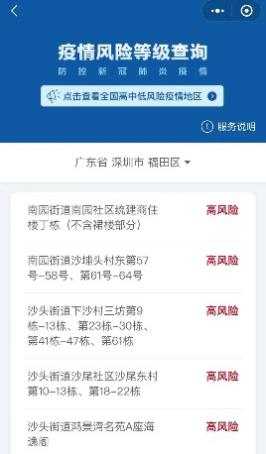 疫情风险等级查询
防控新冠肺炎疫情
点击查看全国高中低风险疫情地区
服务说明
广东省 深圳市 福田区
南园街道南园社区统建商住 高风险
楼丁栋（不含裙楼部分）
南园街道沙埔头村东第57 高风险
号-58号、第61号-64号
沙头街道下沙村三坊第9 高风险
栋-13栋、第23栋-30栋、
第41栋-47栋、第61栋
沙头街道沙尾社区沙尾东村 高风险
第10-13栋、第18-22栋
沙头街道鸿景湾名苑A座海 高风险
逸阁